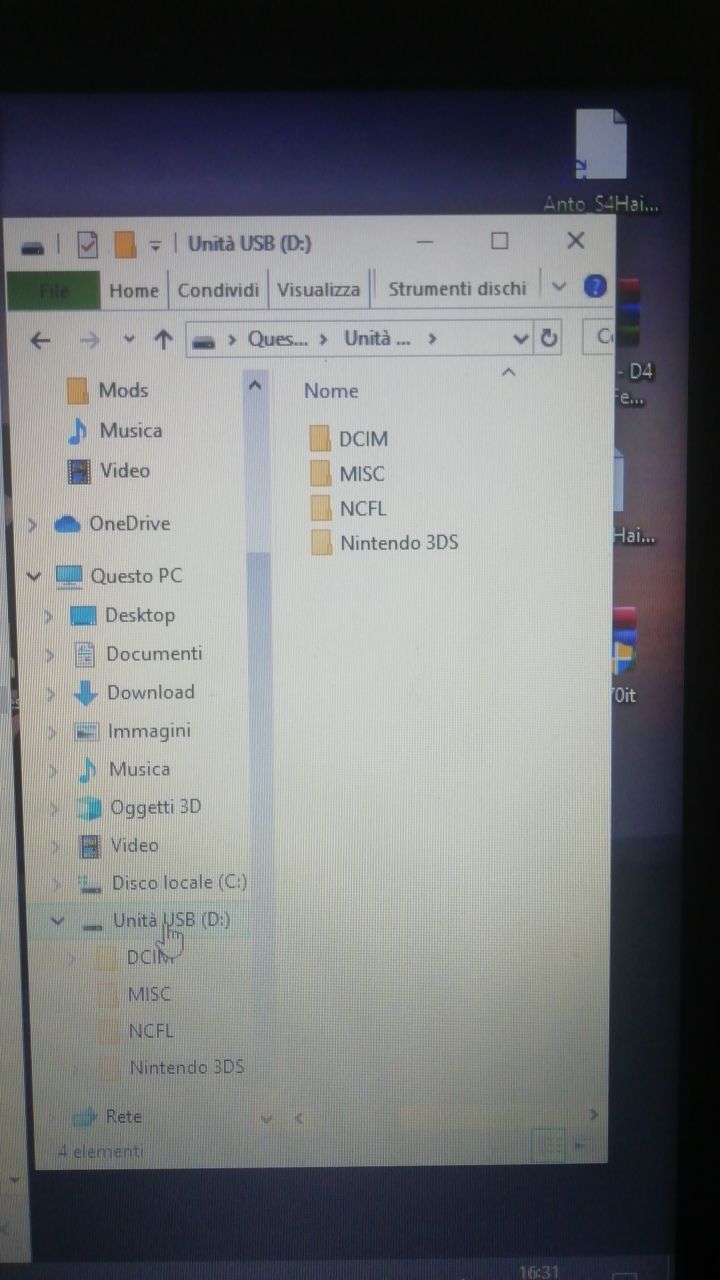 Anto_S4Hai...
Unità USB (D:)
File
Home
Condividi
Visualizza
Strumenti dischi
?
Ques...
Unità ...
- D4
Mods
Nome
Musica
DCIM
Video
MISC
NCFL
OneDrive
Nintendo 3DS
Hai...
Questo PC
Desktop
Documenti
Download
Immagini
Musica
Oggetti 3D
Video
Disco locale (C:)
Unità USB (D:)
DCIM
MISC
NCFL
Nintendo 3DS
Rete
4 elementi
16:31